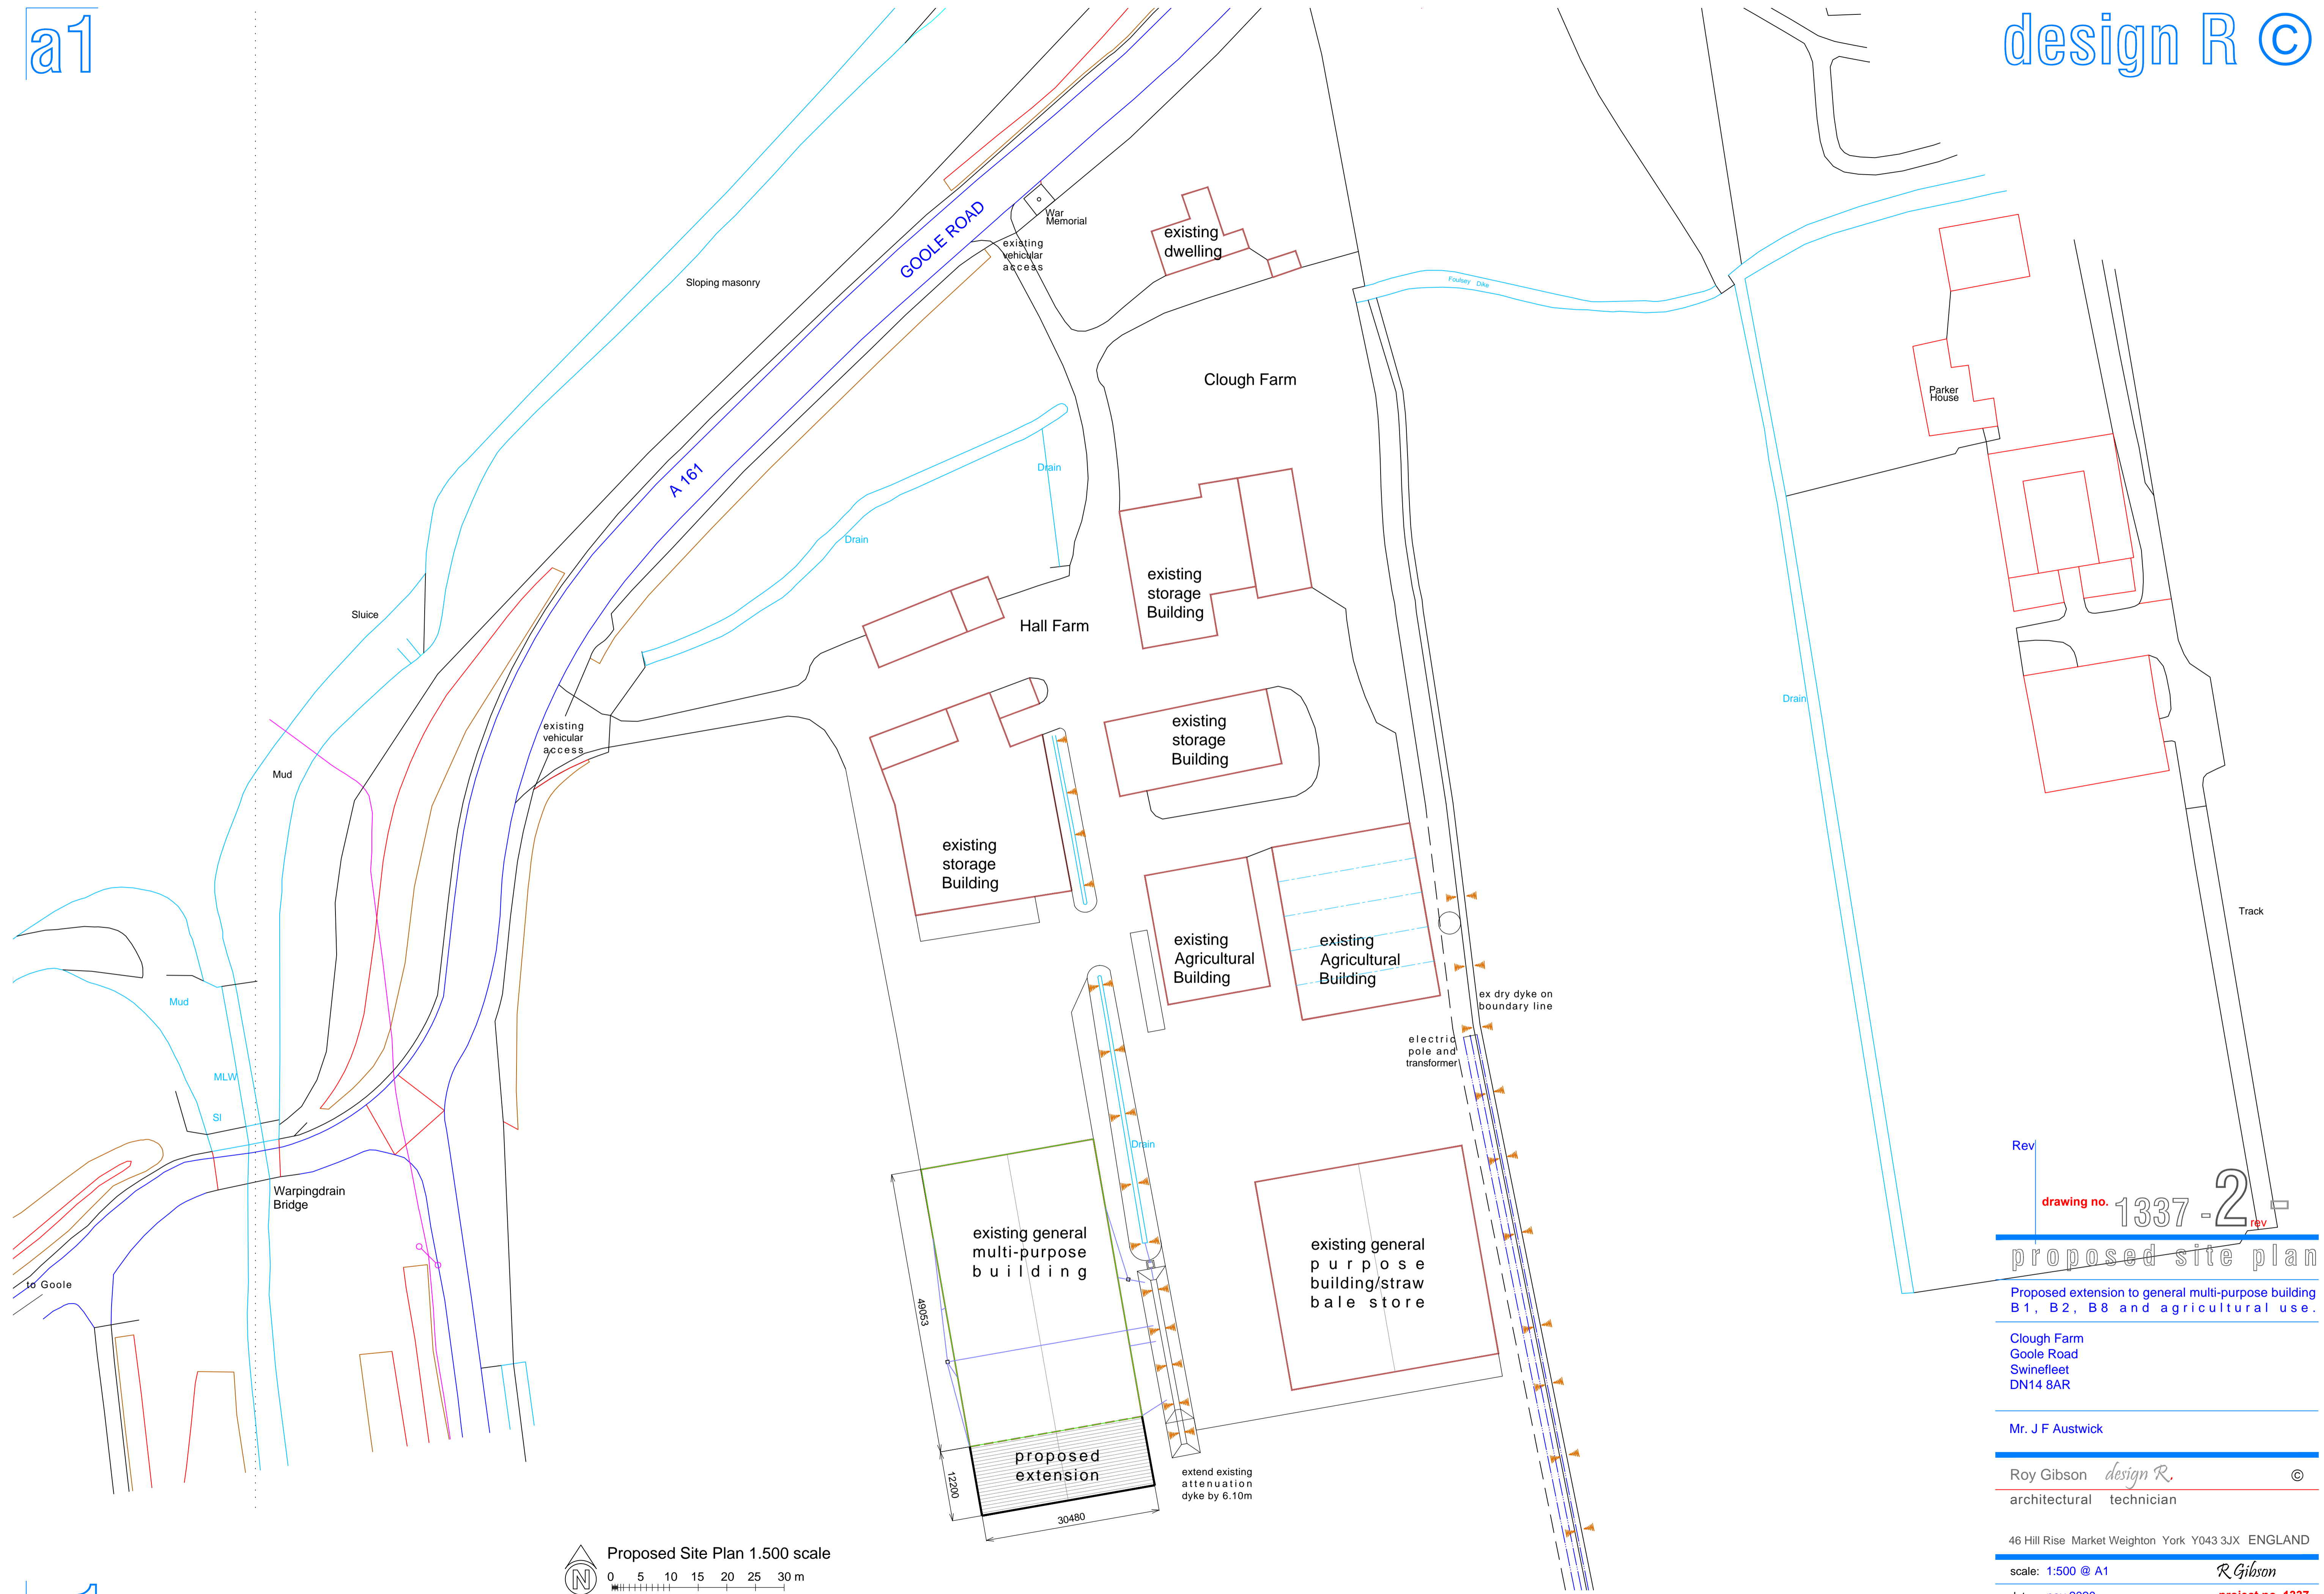 a1
design R ©
GOOLE ROAD
War
Memorial
existing
vehicular
access
existing
dwelling
Sloping masonry
Foulsey Dike
Clough Farm
Parker
House
A 161
Drain
Drain
existing
storage
Building
Sluice
Hall Farm
Drain
existing
vehicular
access
existing
storage
Building
Mud
existing
storage
Building
Track
existing
Agricultural
Building
existing
Agricultural
Building
Mud
ex dry dyke on
boundary line
electric
pole and
transformer
MLW
Sl
Drain
Warpingdrain
Bridge
to Goole
existing general
multi-purpose
building
existing general
purpose
building/straw
bale store
49053
12200
30480
proposed
extension
extend existing
attenuation
dyke by 6.10m
N
Proposed Site Plan 1.500 scale
0 5 10 15 20 25 30 m
Rev
drawing no. 1337 -2 -
rev
proposed site plan
Proposed extension to general multi-purpose building
B1, B2, B8 and agricultural use.
Clough Farm
Goole Road
Swinefleet
DN14 8AR
Mr. J F Austwick
Roy Gibson design R. ©
architectural technician
46 Hill Rise Market Weighton York Y043 3JX ENGLAND
scale: 1:500 @ A1 R Gibson
project no. 1337